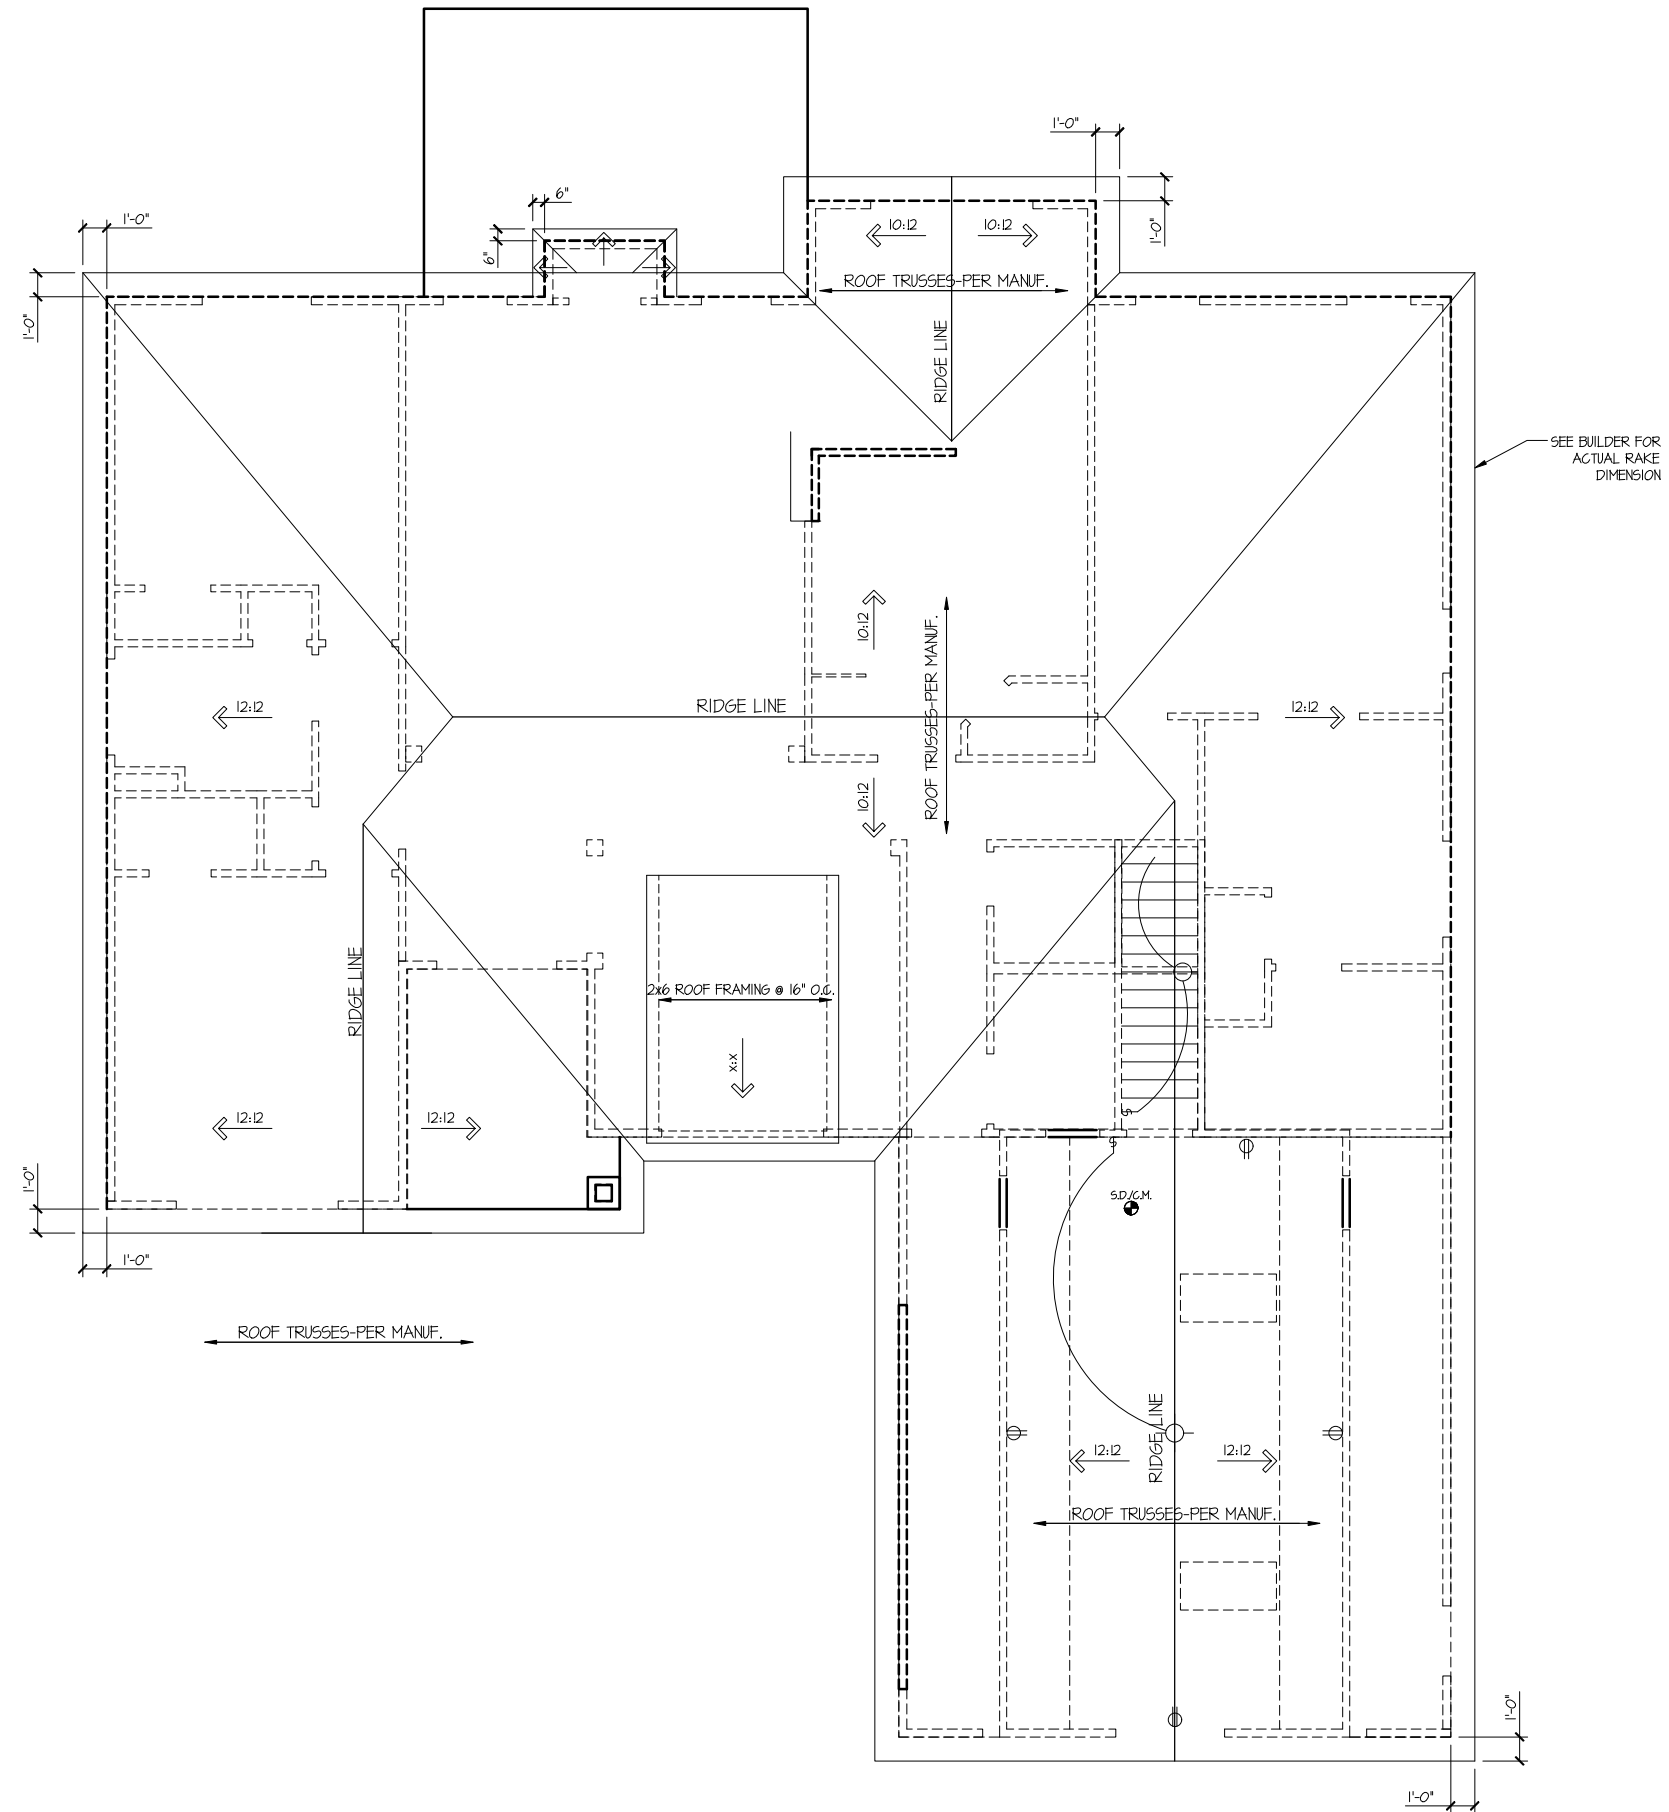 1'-0"
6"
1'-0"
1'-0"
10:12
10:12
6"
1'-0"
ROOF TRUSSES-PER MANUF.
RIDGE LINE
SEE BUILDER FOR
ACTUAL RAKE
DIMENSION
10:12
ROOF TRUSSES-PER MANUF.
12:12
RIDGE LINE
12:12
10:12
RIDGE LINE
2x6 ROOF FRAMING @ 16" O.C.
X:X
12:12
12:12
S
S
1'-0"
S.D./C.M.
1'-0"
ROOF TRUSSES-PER MANUF.
RIDGE LINE
12:12
12:12
ROOF TRUSSES-PER MANUF.
1'-0"
1'-0"